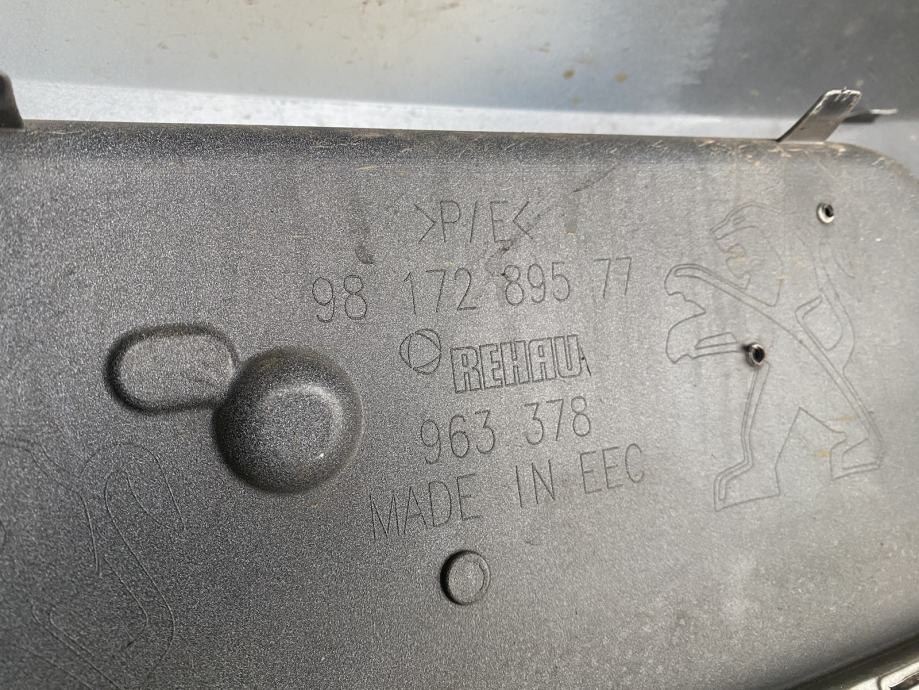 >P/E<
98 172 895 77
REHAU
963 378
MADE IN EEC